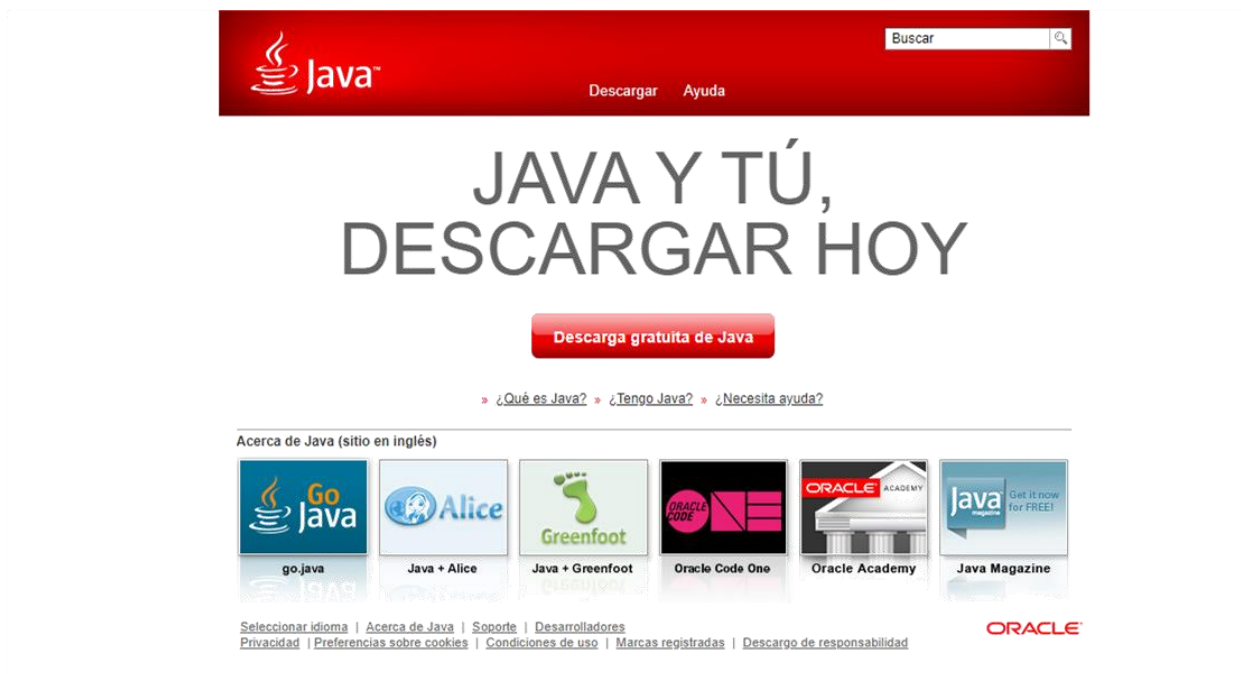 Java™
Buscar
Descargar Ayuda
JAVA Y TÚ,
DESCARGAR HOY
Descarga gratuita de Java
» ¿Qué es Java? » ¿Tengo Java? » ¿Necesita ayuda?
Acerca de Java (sitio en inglés)
Go
Java
Alice
Greenfoot
ORACLE
CODE
ONE
ORACLE ACADEMY
Java
magazine
Get it now
for FREE!
go.java
Java + Alice
Java + Greenfoot
Oracle Code One
Oracle Academy
Java Magazine
Seleccionar idioma | Acerca de Java | Soporte | Desarrolladores
Privacidad | Preferencias sobre cookies | Condiciones de uso | Marcas registradas | Descargo de responsabilidad
ORACLE